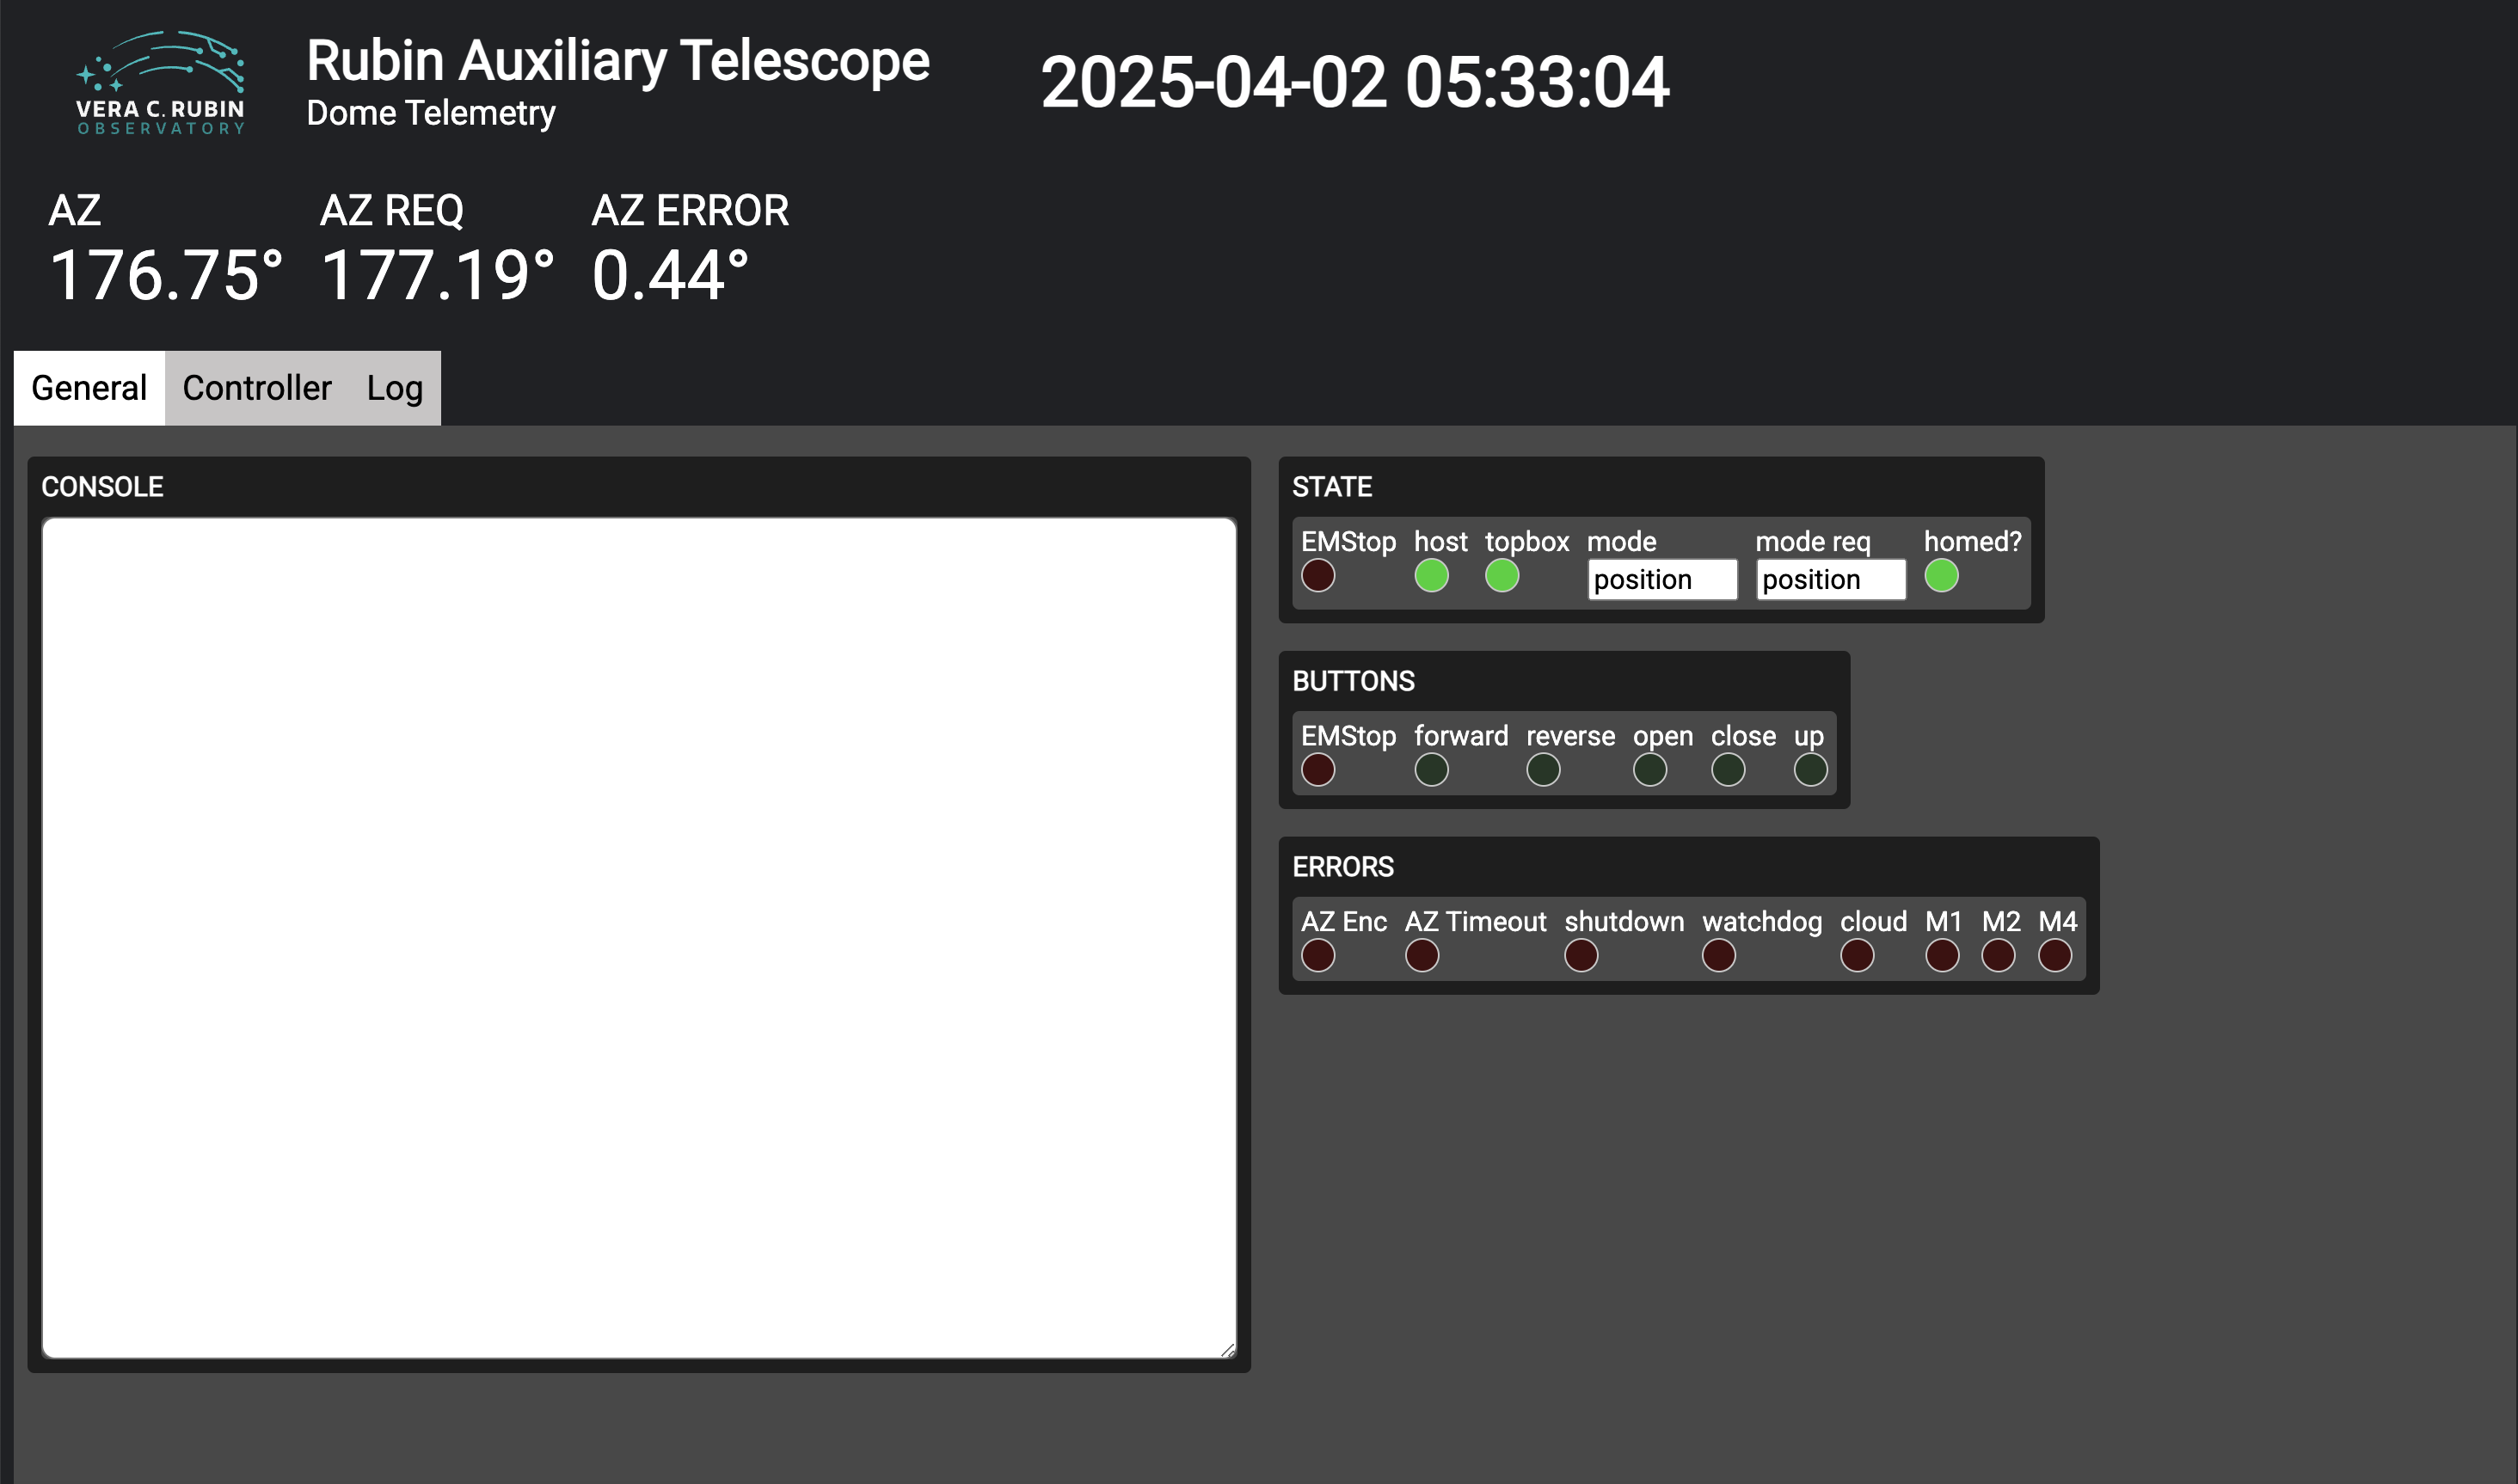 VERA C. RUBIN
OBSERVATORY
Rubin Auxiliary Telescope
Dome Telemetry
2025-04-02 05:33:04
AZ AZ REQ AZ ERROR
176.75° 177.19° 0.44°
General Controller Log
CONSOLE
STATE
EMStop host topbox mode mode req homed?
position position
BUTTONS
EMStop forward reverse open close up
ERRORS
AZ Enc AZ Timeout shutdown watchdog cloud M1 M2 M4